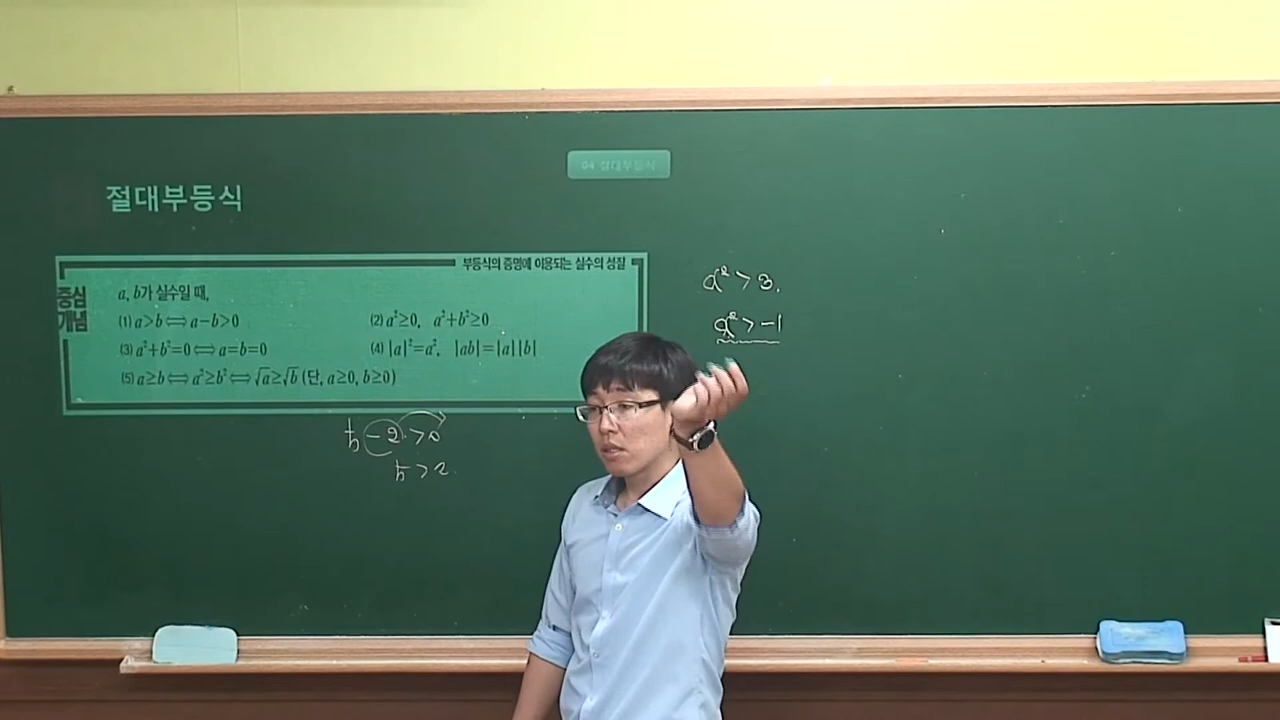 04 절대부등식
절대부등식
부등식의 증명에 이용되는 실수의 성질
중심
개념
a, b가 실수일 때,
(1) a>b⇔a−b>0
(2) a²≥0, a²+b²≥0
(3) a²+b²=0⇔a=b=0
(4) |a|²=a², |ab|=|a||b|
(5) a≥b⇔a²≥b²⇔√a≥√b (단, a≥0, b≥0)
a² > 3.
a² > −1
−2 > 0
> 2